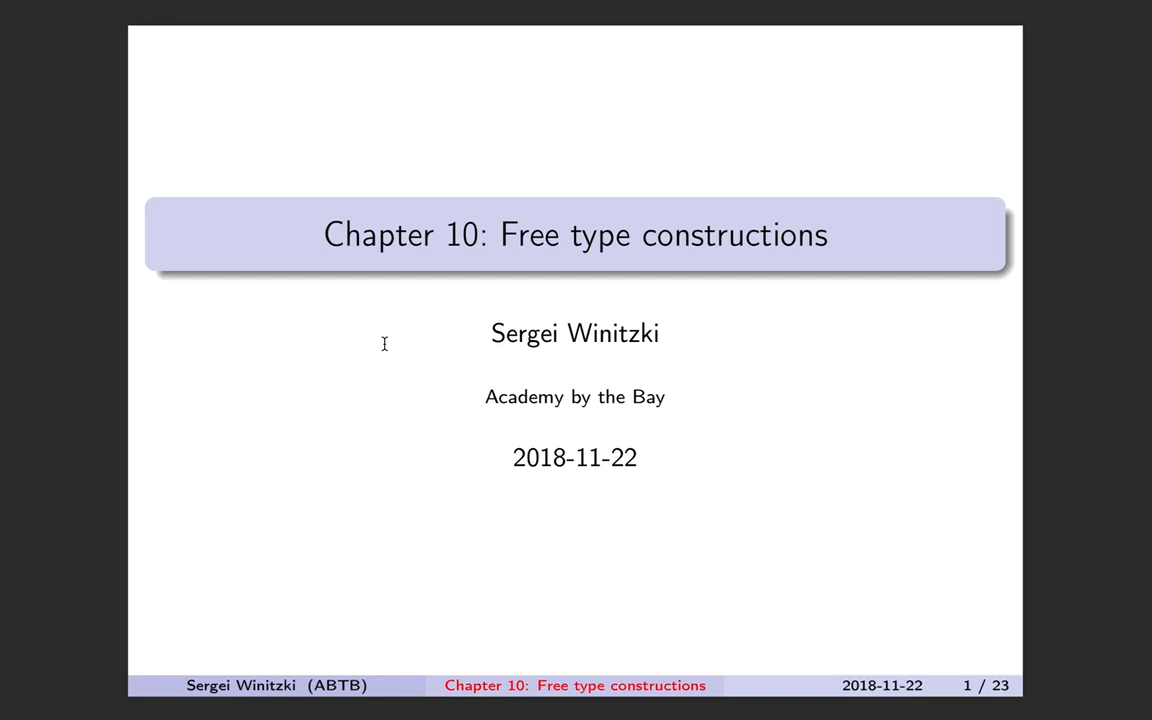 Chapter 10: Free type constructions
Sergei Winitzki
Academy by the Bay
2018-11-22
Sergei Winitzki (ABTB) Chapter 10: Free type constructions 2018-11-22 1 / 23